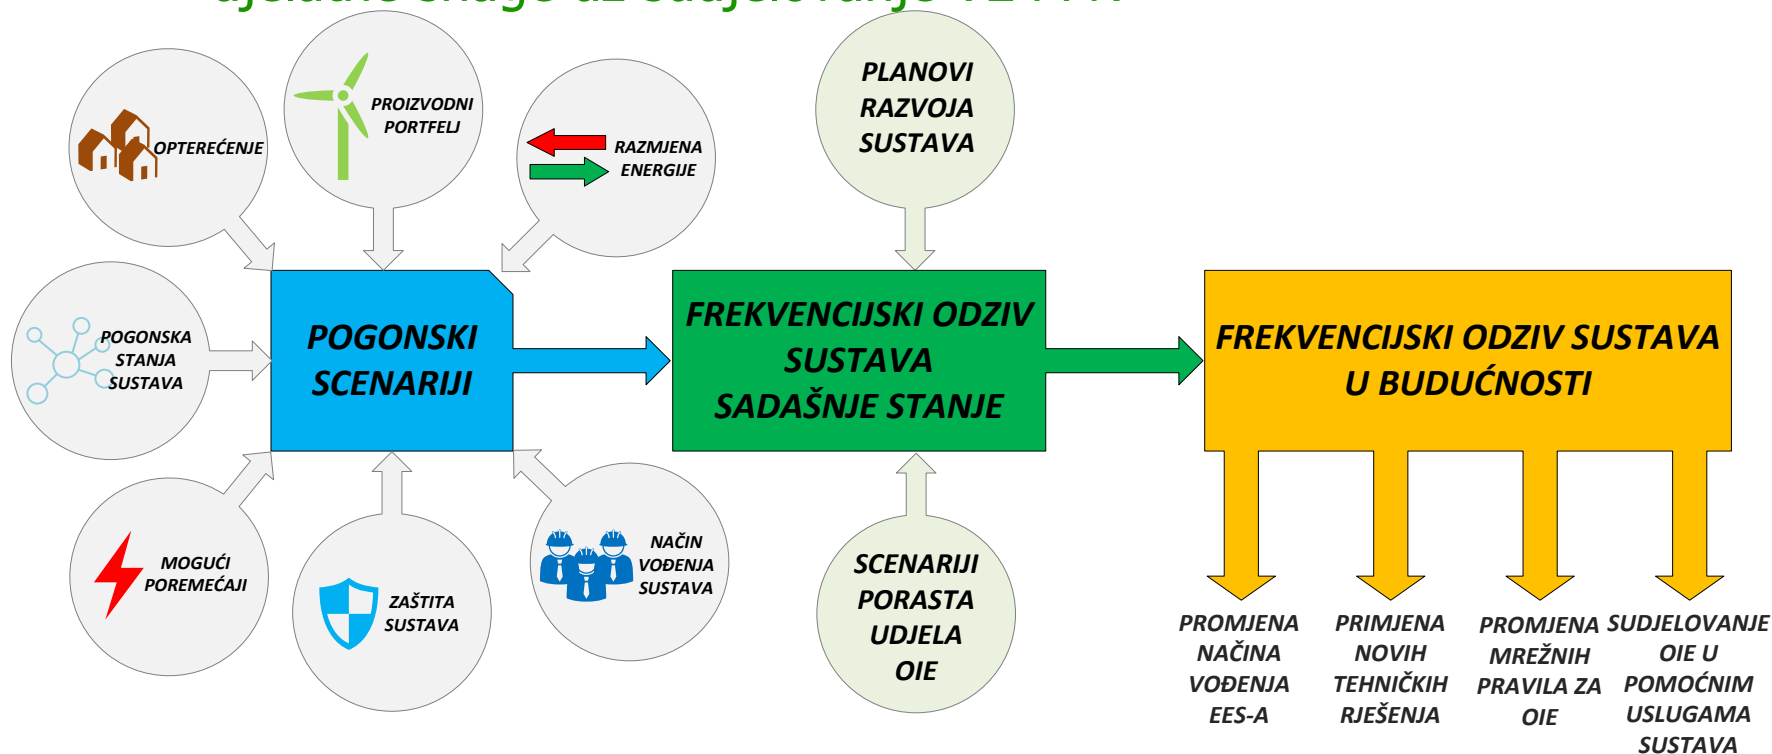 OPTEREĆENJE
PROIZVODNI
PORTFELJ
RAZMJENA
ENERGIJE
PLANOVI
RAZVOJA
SUSTAVA
POGONSKA
STANJA
SUSTAVA
POGONSKI
SCENARIJI
FREKVENCIJSKI ODZIV
SUSTAVA
SADAŠNJE STANJE
FREKVENCIJSKI ODZIV SUSTAVA
U BUDUĆNOSTI
MOGUĆI
POREMEĆAJI
ZAŠTITA
SUSTAVA
NAČIN
VOĐENJA
SUSTAVA
SCENARIJI
PORASTA
UDJELA
OIE
PROMJENA
NAČINA
VOĐENJA
EES-A
PRIMJENA
NOVIH
TEHNIČKIH
RJEŠENJA
PROMJENA
MREŽNIH
PRAVILA ZA
OIE
SUDJELOVANJE
OIE U
POMOĆNIM
USLUGAMA
SUSTAVA